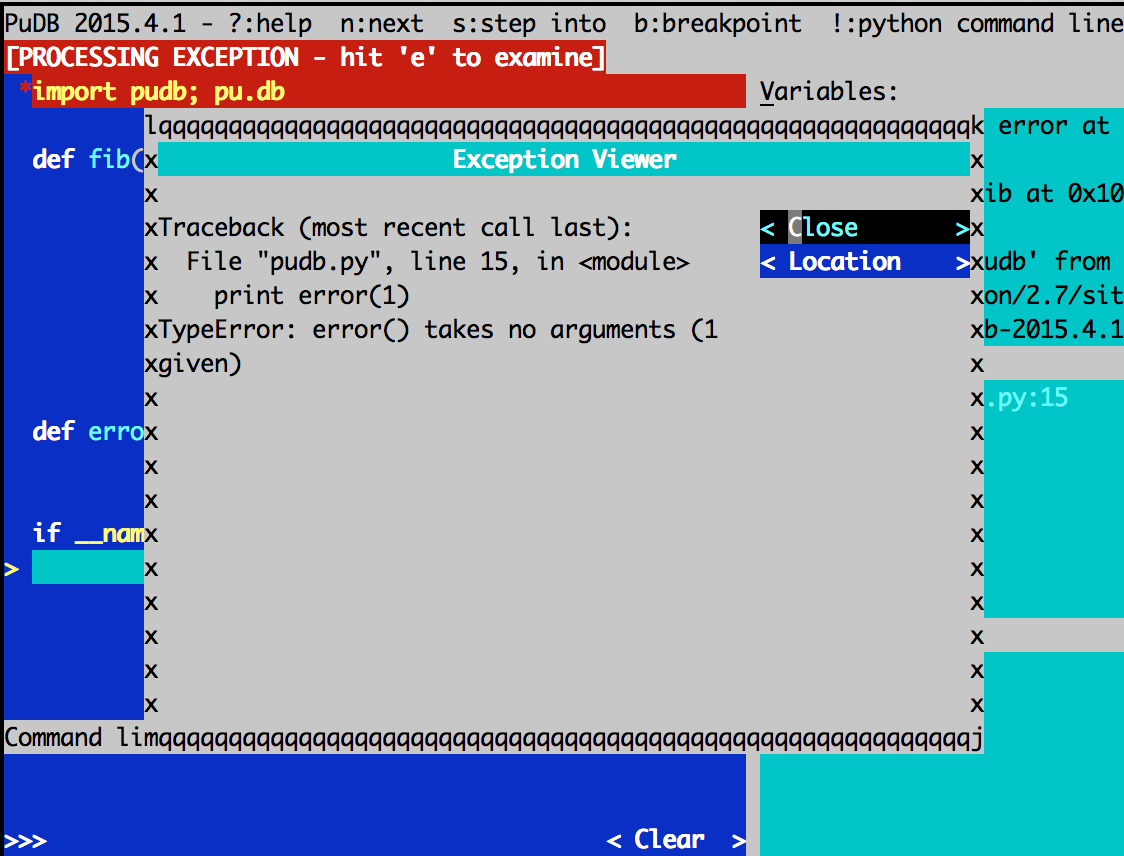 PuDB 2015.4.1 - ?:help  n:next  s:step into  b:breakpoint  !:python command line
[PROCESSING EXCEPTION - hit 'e' to examine]
*import pudb; pu.db Variables:
lqqqqqqqqqqqqqqqqqqqqqqqqqqqqqqqqqqqqqqqqqqqqqqqqqqqqqqqqqqk error at
def fib(x Exception Viewer x
x xib at 0x10
xTraceback (most recent call last): < Close >x
x  File "pudb.py", line 15, in <module> < Location >xudb' from
x    print error(1) xon/2.7/sit
xTypeError: error() takes no arguments (1 xb-2015.4.1
xgiven) x
x x.py:15
def errox x
x x
x x
if __namx x
> x x
x x
x x
x x
x x
Command limqqqqqqqqqqqqqqqqqqqqqqqqqqqqqqqqqqqqqqqqqqqqqqqqqqqqqqqqqqj
>>> < Clear >